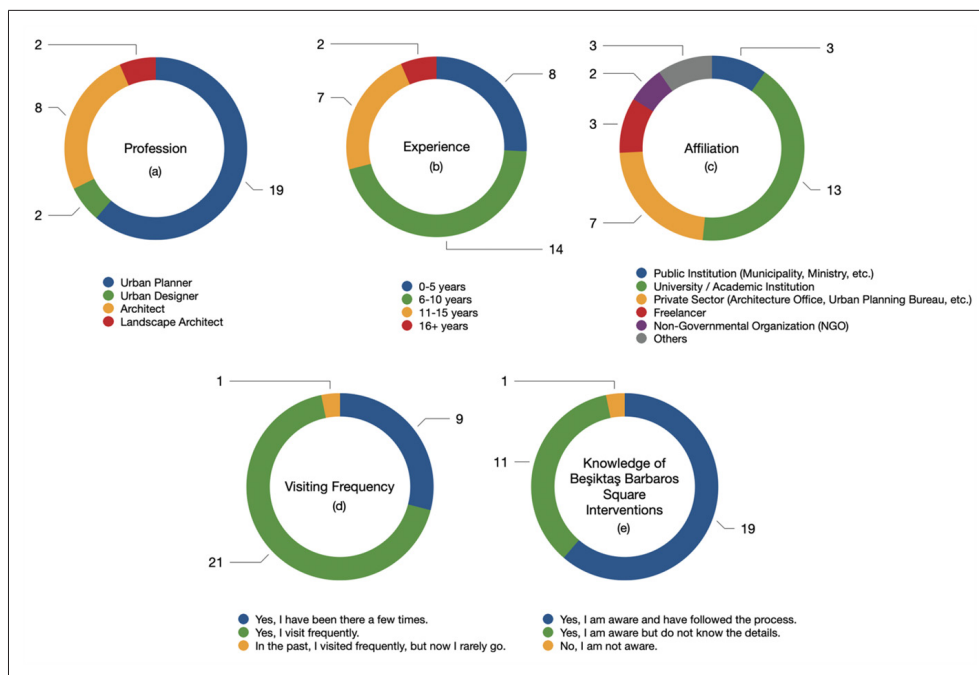 2
8
2
19
Profession
(a)
Urban Planner
Urban Designer
Architect
Landscape Architect
2
7
8
14
Experience
(b)
0-5 years
6-10 years
11-15 years
16+ years
3
2
3
7
3
13
Affiliation
(c)
Public Institution (Municipality, Ministry, etc.)
University / Academic Institution
Private Sector (Architecture Office, Urban Planning Bureau, etc.)
Freelancer
Non-Governmental Organization (NGO)
Others
1
9
21
Visiting Frequency
(d)
Yes, I have been there a few times.
Yes, I visit frequently.
In the past, I visited frequently, but now I rarely go.
1
11
19
Knowledge of
Beşiktaş Barbaros
Square
Interventions
(e)
Yes, I am aware and have followed the process.
Yes, I am aware but do not know the details.
No, I am not aware.